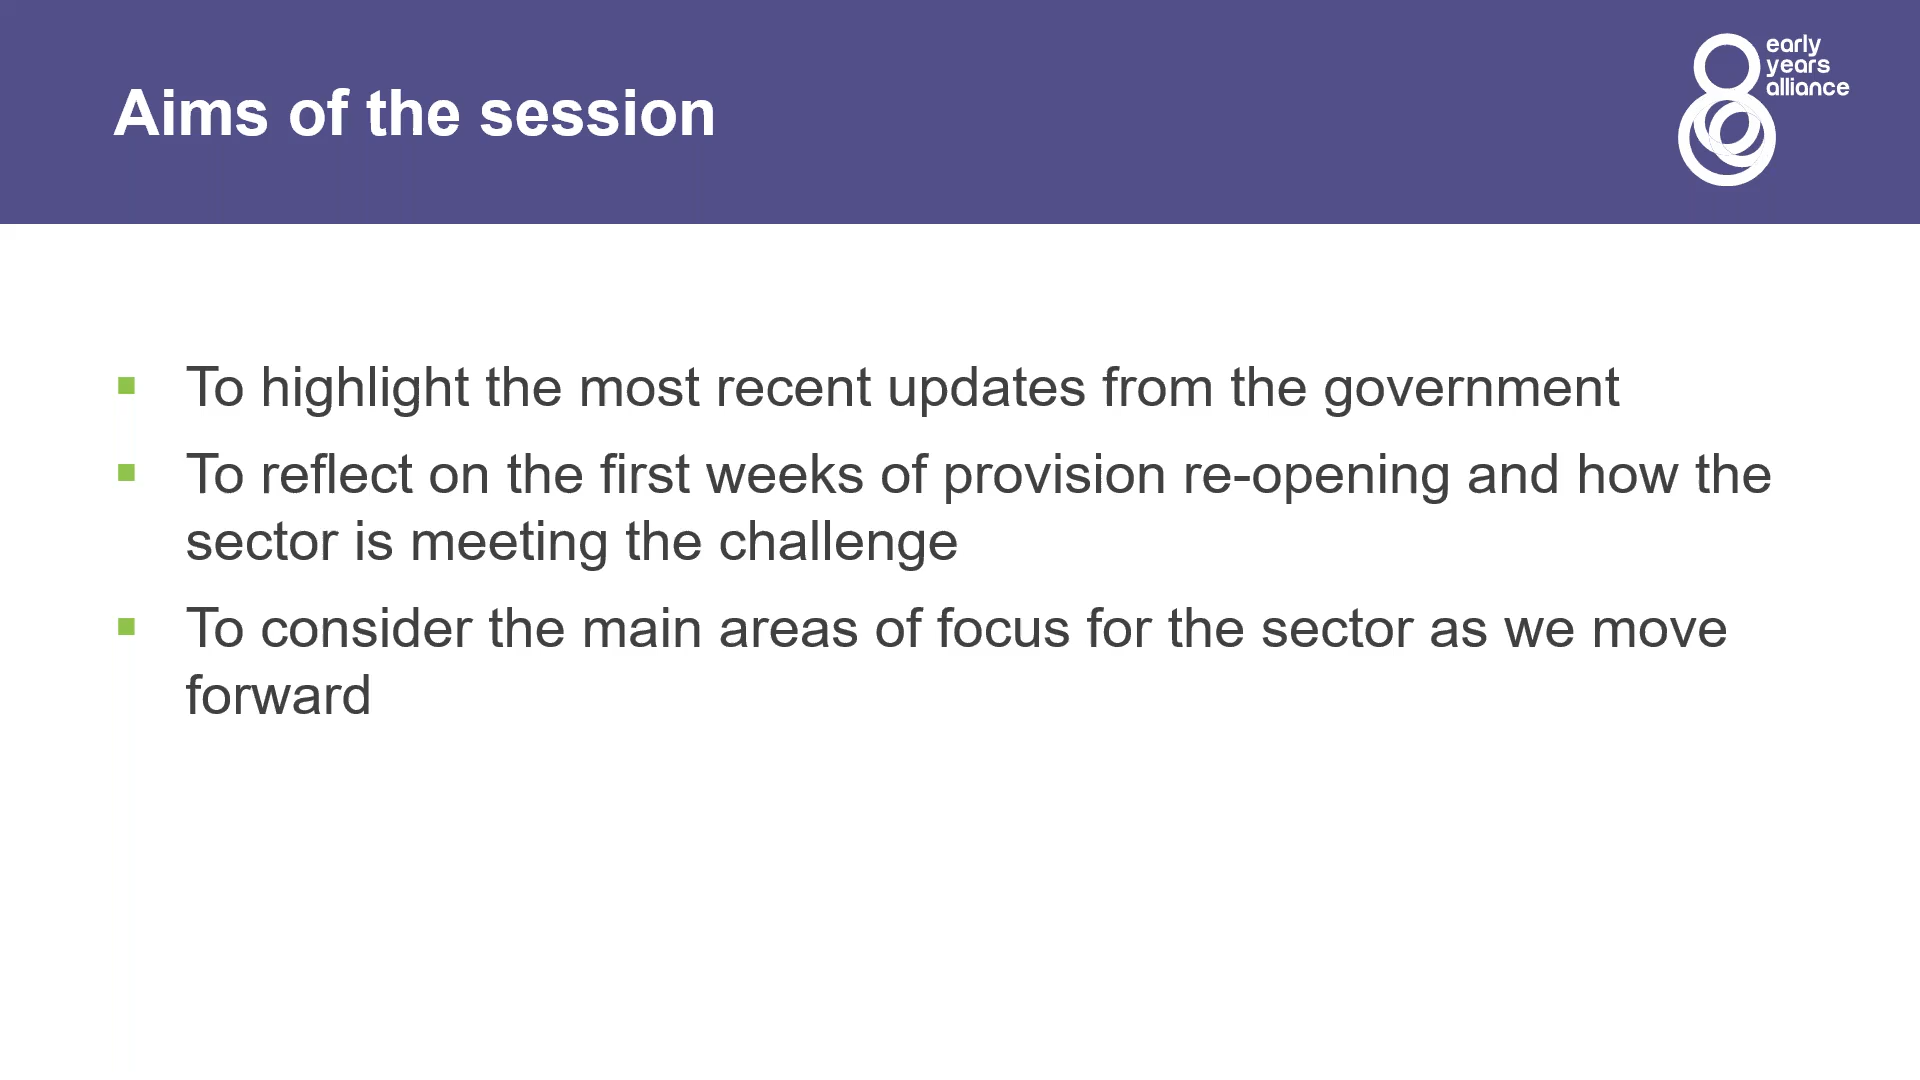 Aims of the session
early
years
alliance
▪ To highlight the most recent updates from the government
▪ To reflect on the first weeks of provision re-opening and how the
sector is meeting the challenge
▪ To consider the main areas of focus for the sector as we move
forward